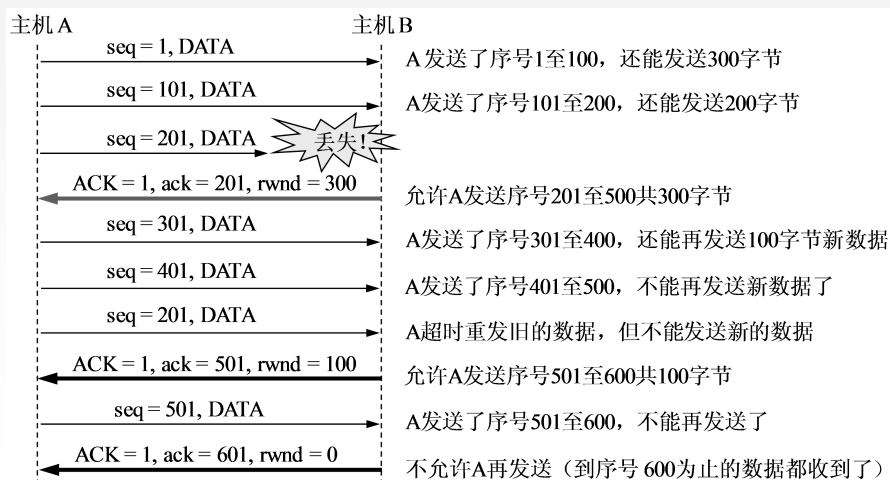 主机A 主机B
seq = 1, DATA A发送了序号1至100，还能发送300字节
seq = 101, DATA A发送了序号101至200，还能发送200字节
seq = 201, DATA 丢失！
ACK = 1, ack = 201, rwnd = 300 允许A发送序号201至500共300字节
seq = 301, DATA A发送了序号301至400，还能再发送100字节新数据
seq = 401, DATA A发送了序号401至500，不能再发送新数据了
seq = 201, DATA A超时重发旧的数据，但不能发送新的数据
ACK = 1, ack = 501, rwnd = 100 允许A发送序号501至600共100字节
seq = 501, DATA A发送了序号501至600，不能再发送了
ACK = 1, ack = 601, rwnd = 0 不允许A再发送（到序号600为止的数据都收到了）